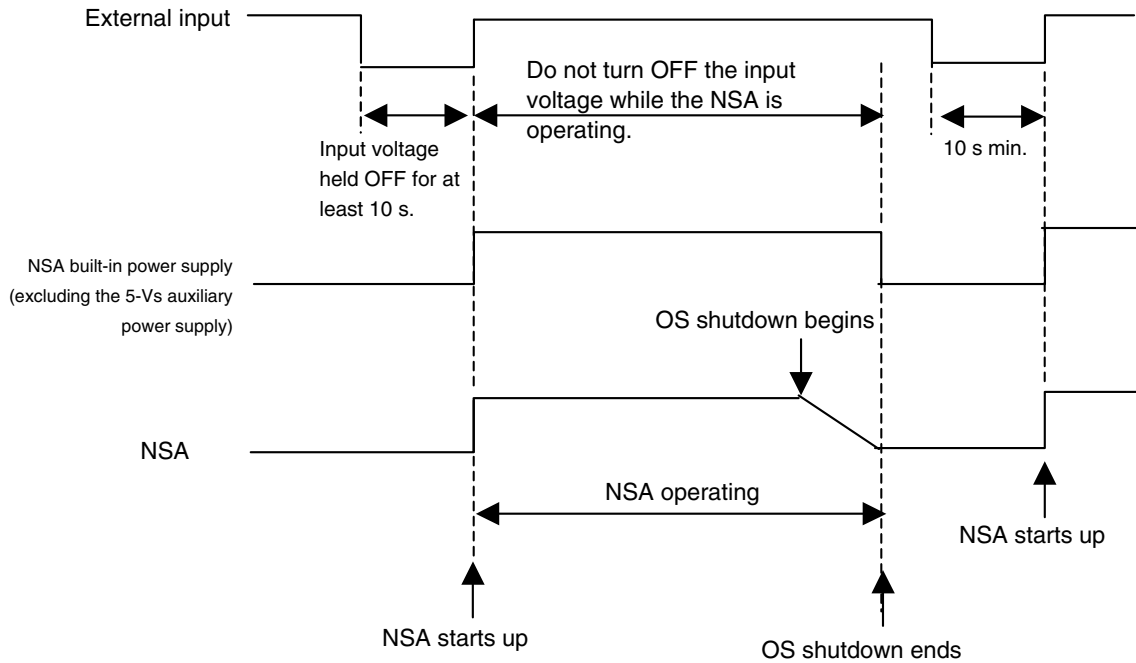 External input
Do not turn OFF the input
voltage while the NSA is
operating.
Input voltage
held OFF for at
least 10 s.
10 s min.
NSA built-in power supply
(excluding the 5-Vs auxiliary
power supply)
OS shutdown begins
NSA
NSA operating
NSA starts up
NSA starts up
OS shutdown ends